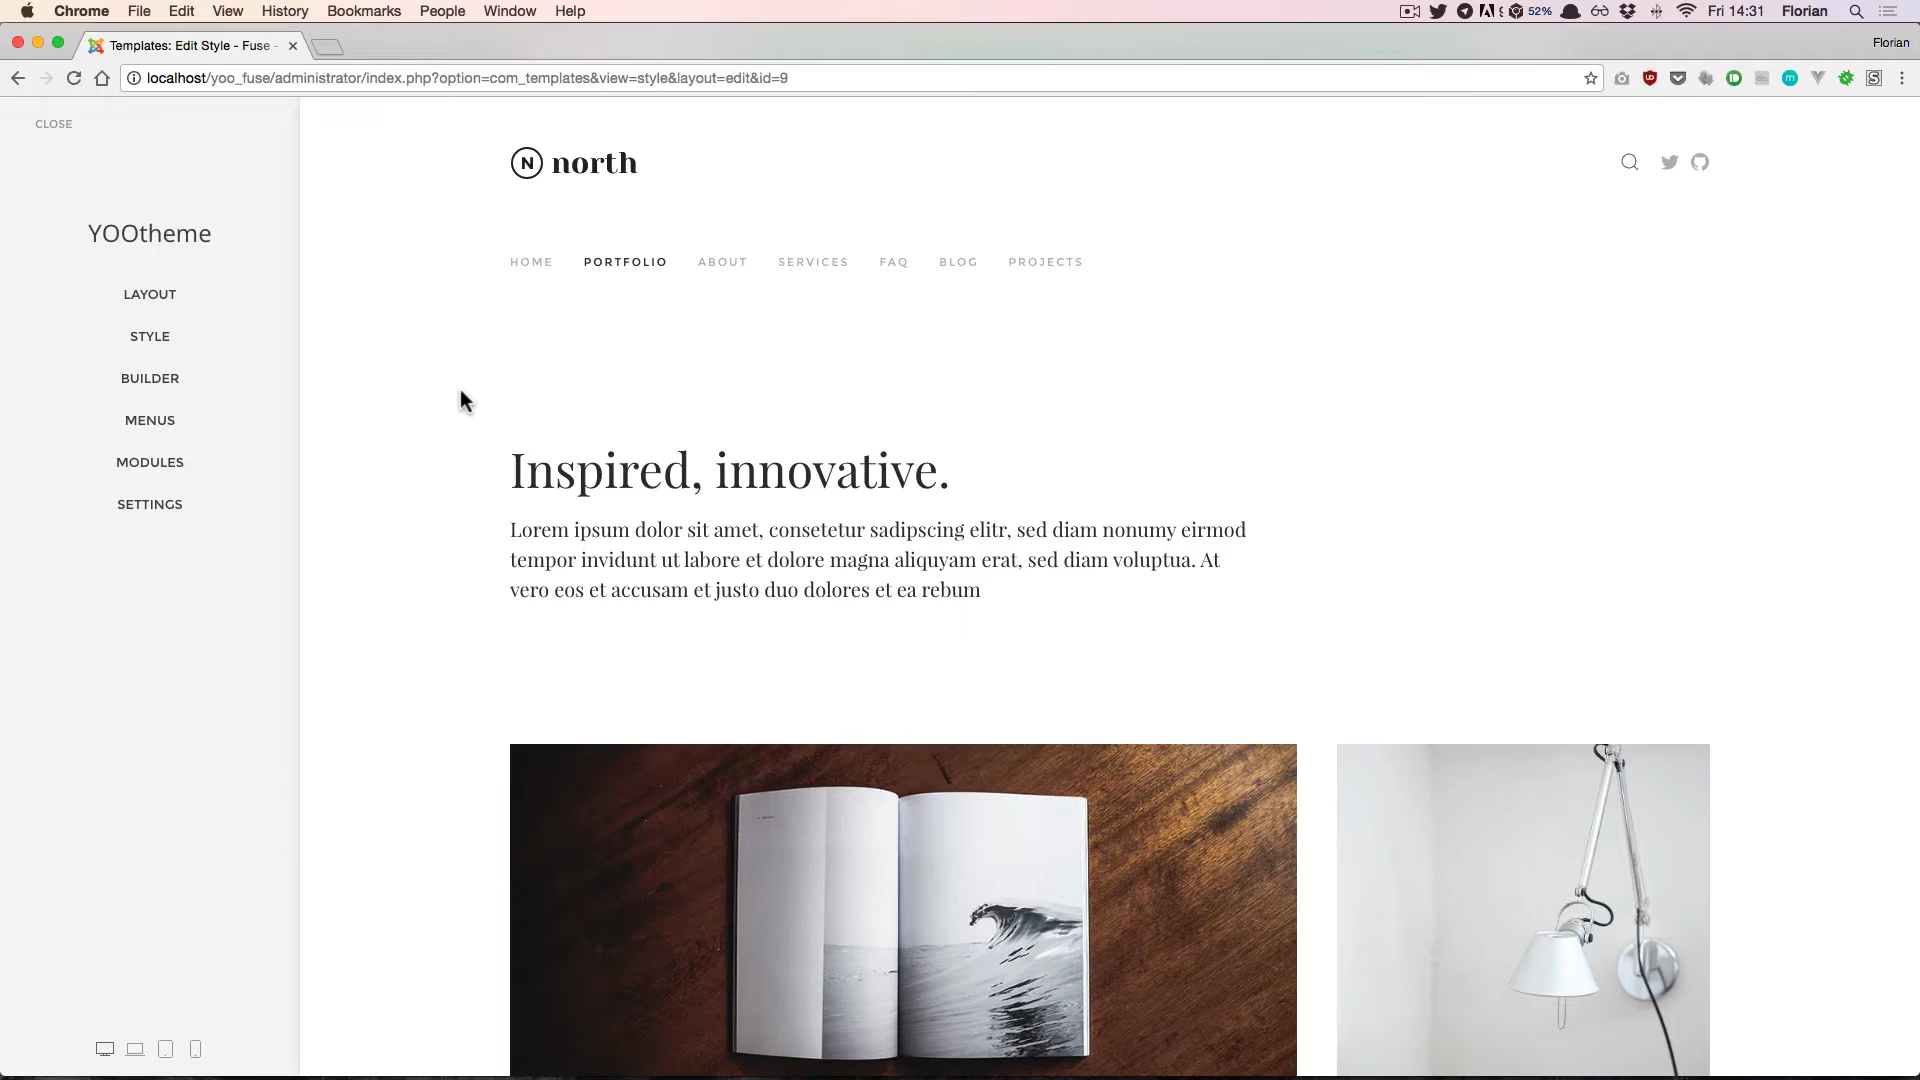 Chrome File Edit View History Bookmarks People Window Help 52% Fri 14:31 Florian
Templates: Edit Style - Fuse - Florian
localhost/yoo_fuse/administrator/index.php?option=com_templates&view=style&layout=edit&id=9
CLOSE
N north
YOOtheme
HOME PORTFOLIO ABOUT SERVICES FAQ BLOG PROJECTS
LAYOUT
STYLE
BUILDER
MENUS
MODULES
SETTINGS
Inspired, innovative.
Lorem ipsum dolor sit amet, consetetur sadipscing elitr, sed diam nonumy eirmod
tempor invidunt ut labore et dolore magna aliquyam erat, sed diam voluptua. At
vero eos et accusam et justo duo dolores et ea rebum